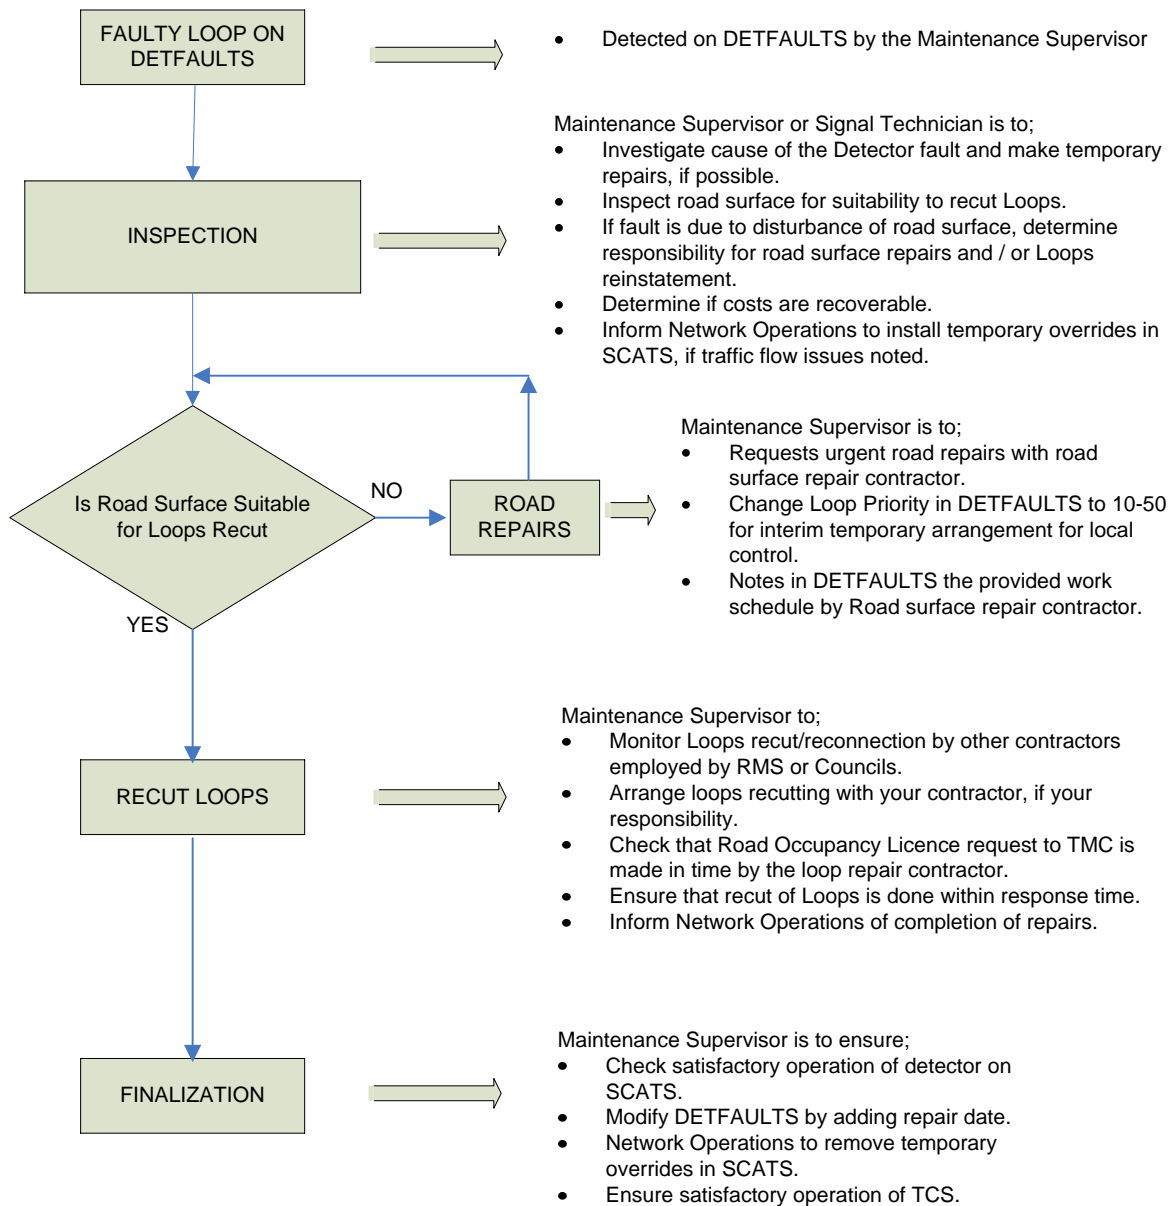 FAULTY LOOP ON
DETFAULTS
• Detected on DETFAULTS by the Maintenance Supervisor
INSPECTION
Maintenance Supervisor or Signal Technician is to;
• Investigate cause of the Detector fault and make temporary
repairs, if possible.
• Inspect road surface for suitability to recut Loops.
• If fault is due to disturbance of road surface, determine
responsibility for road surface repairs and / or Loops
reinstatement.
• Determine if costs are recoverable.
• Inform Network Operations to install temporary overrides in
SCATS, if traffic flow issues noted.
Is Road Surface Suitable
for Loops Recut
NO
YES
ROAD
REPAIRS
Maintenance Supervisor is to;
• Requests urgent road repairs with road
surface repair contractor.
• Change Loop Priority in DETFAULTS to 10-50
for interim temporary arrangement for local
control.
• Notes in DETFAULTS the provided work
schedule by Road surface repair contractor.
RECUT LOOPS
Maintenance Supervisor to;
• Monitor Loops recut/reconnection by other contractors
employed by RMS or Councils.
• Arrange loops recutting with your contractor, if your
responsibility.
• Check that Road Occupancy Licence request to TMC is
made in time by the loop repair contractor.
• Ensure that recut of Loops is done within response time.
• Inform Network Operations of completion of repairs.
FINALIZATION
Maintenance Supervisor is to ensure;
• Check satisfactory operation of detector on
SCATS.
• Modify DETFAULTS by adding repair date.
• Network Operations to remove temporary
overrides in SCATS.
• Ensure satisfactory operation of TCS.